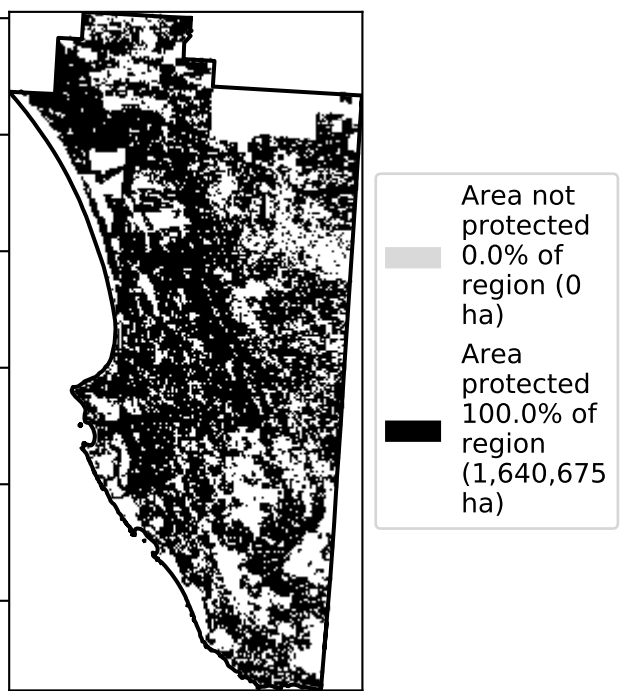 Area not
protected
0.0% of
region (0
ha)
Area
protected
100.0% of
region
(1,640,675
ha)